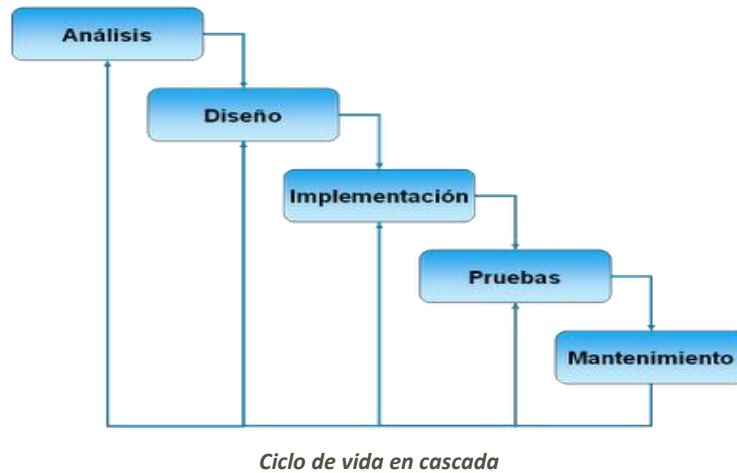 Análisis
Diseño
Implementación
Pruebas
Mantenimiento
Ciclo de vida en cascada